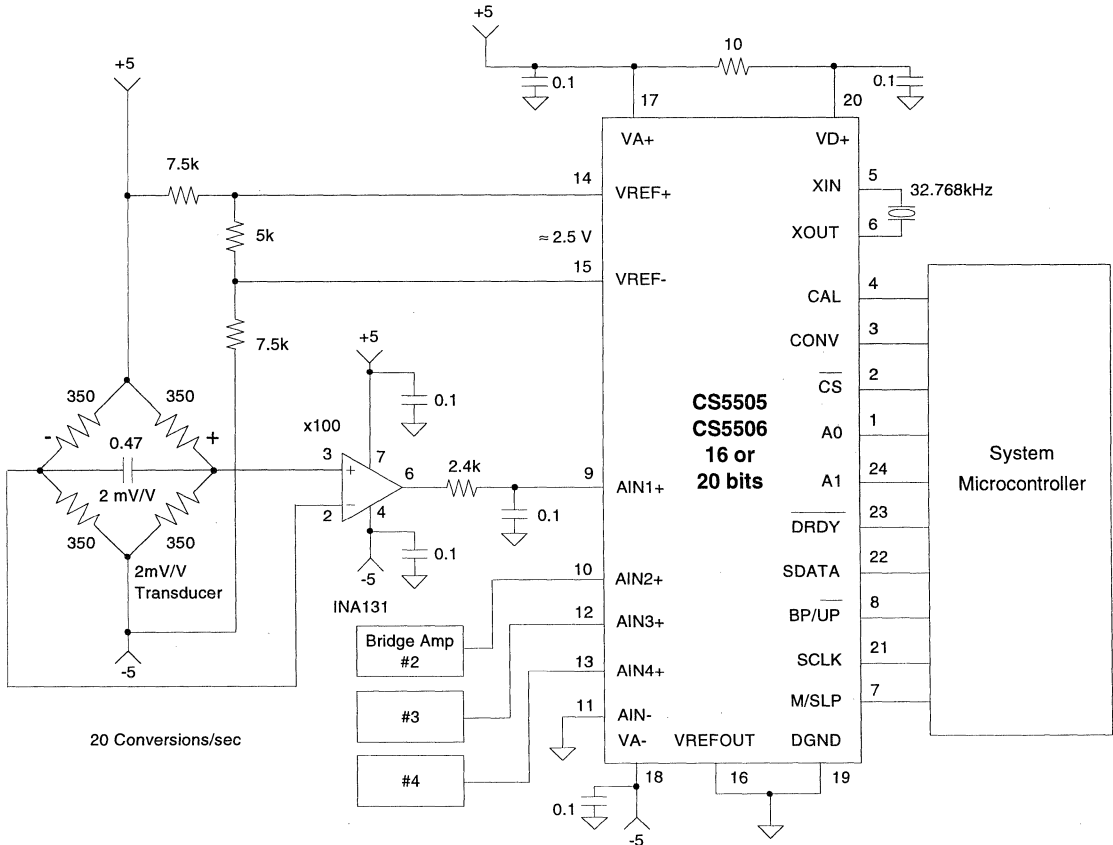 +5
10
0.1
0.1
17
20
VA+
VD+
+5
7.5k
14
VREF+
5k
≈ 2.5 V
15
VREF-
7.5k
XIN
5
32.768kHz
XOUT
6
CAL
4
CONV
3
CS
2
A0
1
A1
24
DRDY
23
SDATA
22
BP/UP
8
SCLK
21
M/SLP
7
System
Microcontroller
CS5505
CS5506
16 or
20 bits
350
350
-
+
0.47
2 mV/V
350
350
2mV/V
Transducer
-5
+5
0.1
x100
3
+
7
6
2
−
4
2.4k
9
AIN1+
0.1
0.1
-5
INA131
10
AIN2+
Bridge Amp
#2
12
AIN3+
#3
13
AIN4+
#4
11
AIN-
VA-
VREFOUT
DGND
18
16
19
0.1
-5
20 Conversions/sec